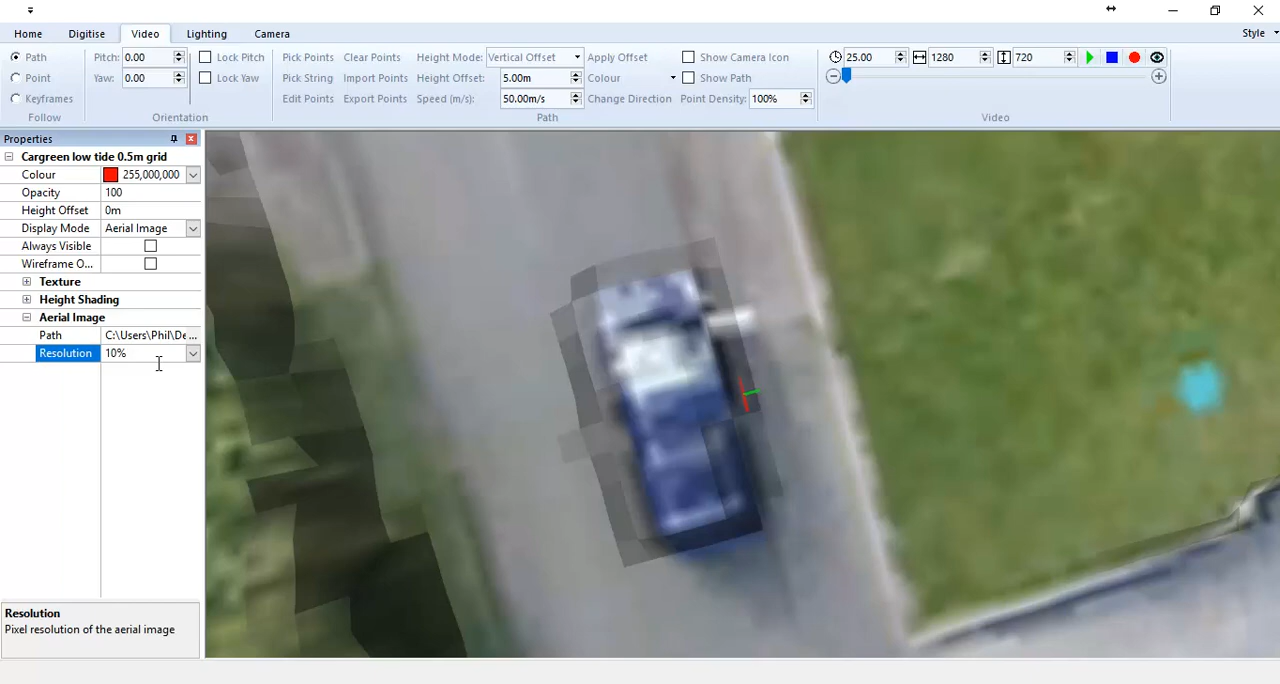 Home Digitise Video Lighting Camera Style
Path Pitch: 0.00 Lock Pitch Pick Points Clear Points Height Mode: Vertical Offset Apply Offset Show Camera Icon 25.00 1280 720
Point Yaw: 0.00 Lock Yaw Pick String Import Points Height Offset: 5.00m Colour Show Path
Keyframes Edit Points Export Points Speed (m/s): 50.00m/s Change Direction Point Density: 100%
Follow Orientation Path Video
Properties
Cargreen low tide 0.5m grid
Colour 255,000,000
Opacity 100
Height Offset 0m
Display Mode Aerial Image
Always Visible
Wireframe O...
Texture
Height Shading
Aerial Image
Path C:\Users\Phil\De ...
Resolution 10%
Resolution
Pixel resolution of the aerial image